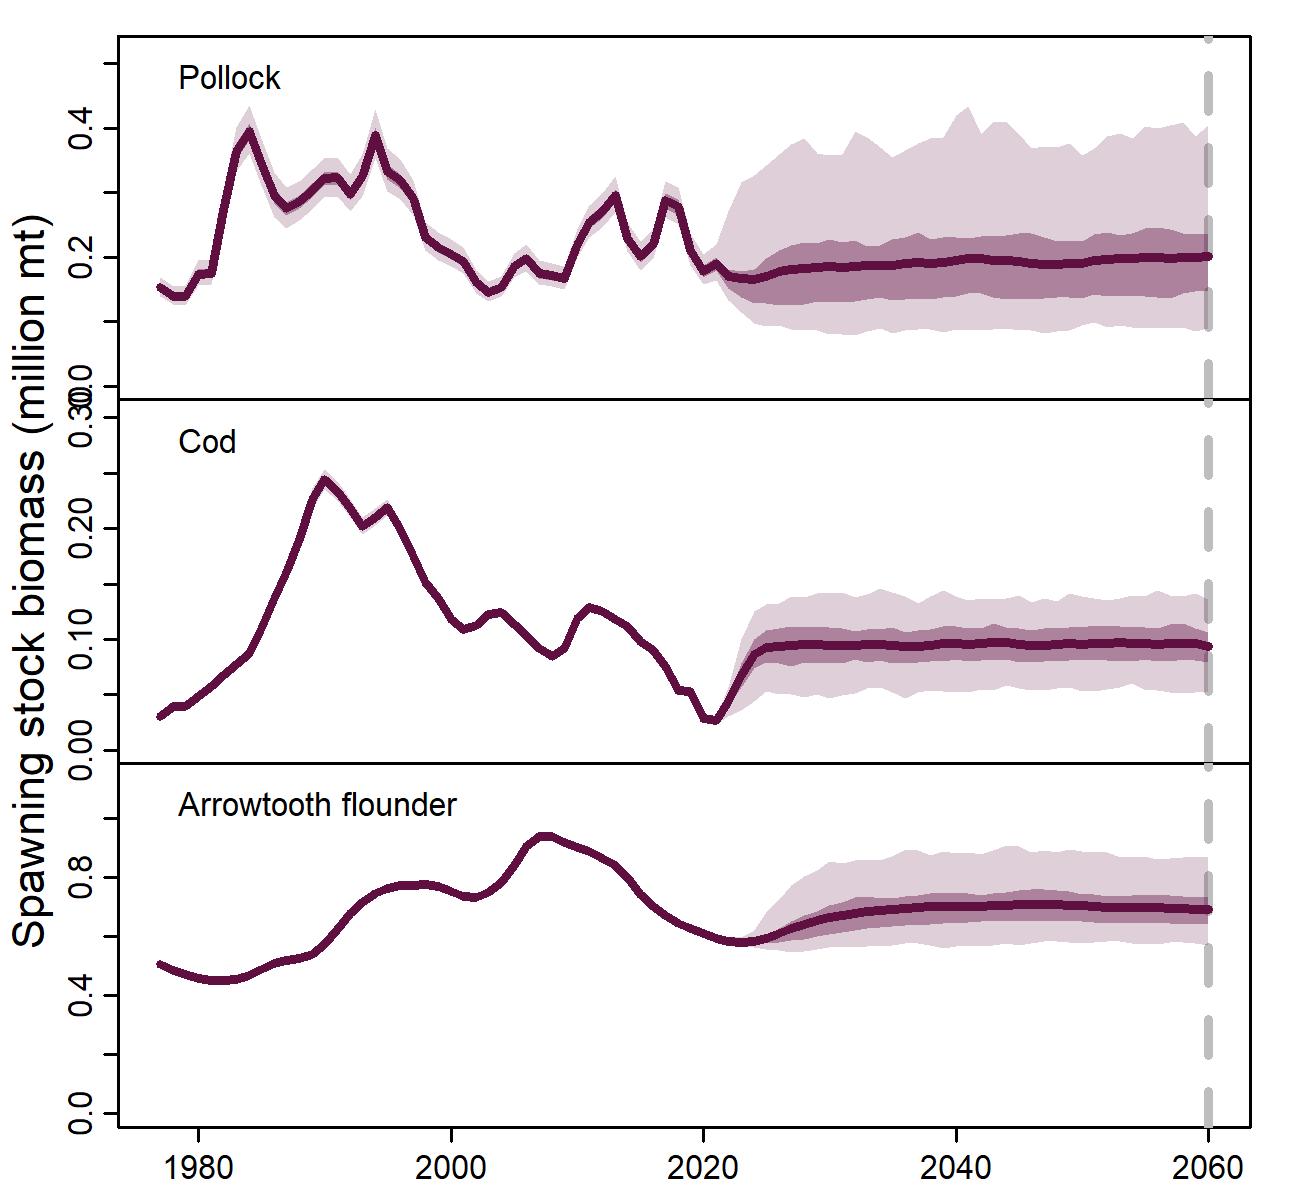 Spawning stock biomass (million mt)
Pollock
0.4
0.2
0.0
Cod
0.30
0.20
0.10
0.00
Arrowtooth flounder
0.8
0.4
0.0
1980 2000 2020 2040 2060